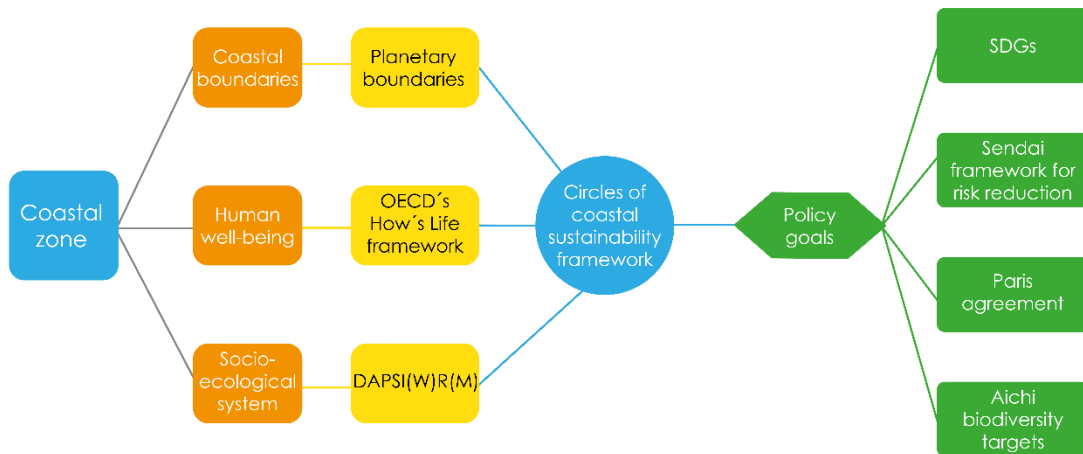 Coastal
zone
Coastal
boundaries
Human
well-being
Socio-
ecological
system
Planetary
boundaries
OECD´s
How´s Life
framework
DAPSI(W)R(M)
Circles of
coastal
sustainability
framework
Policy
goals
SDGs
Sendai
framework for
risk reduction
Paris
agreement
Aichi
biodiversity
targets